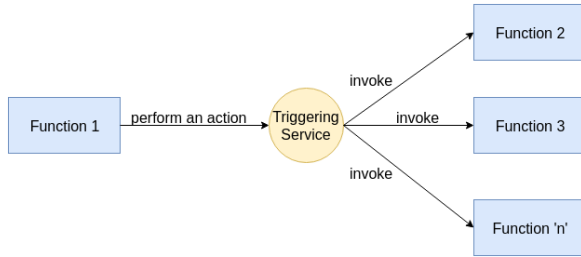 Function 1
perform an action
Triggering
Service
invoke
Function 2
invoke
Function 3
invoke
Function 'n'